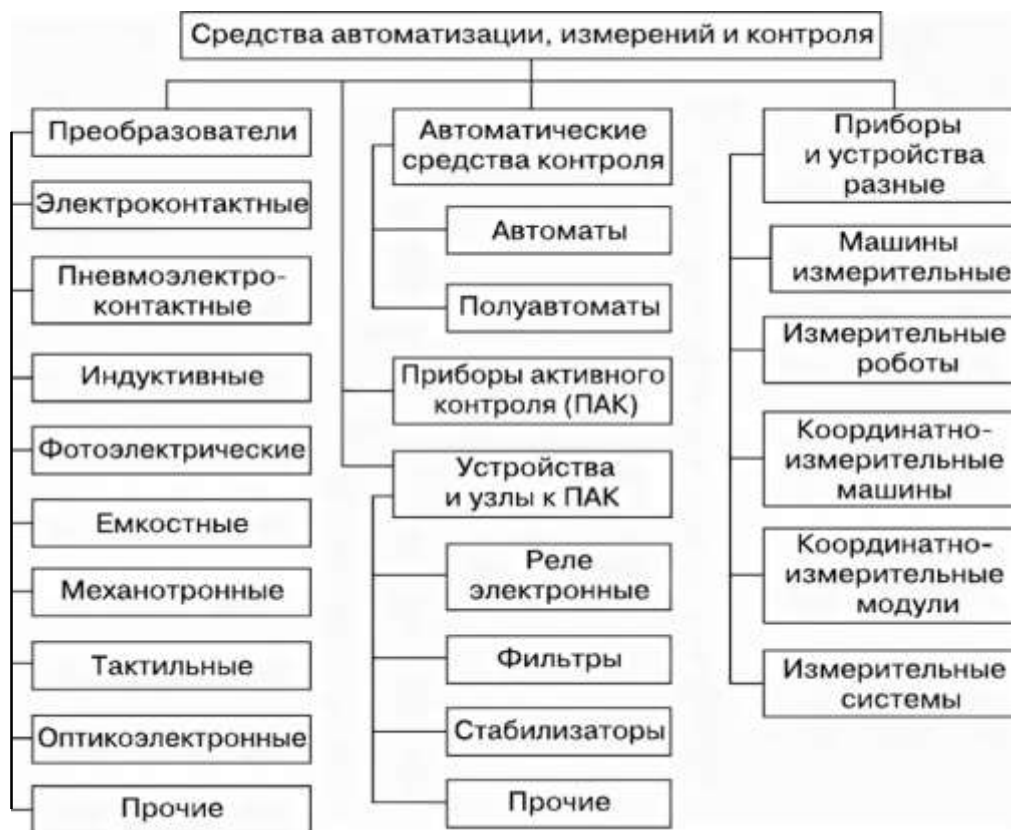 Средства автоматизации, измерений и контроля
Преобразователи
Электроконтактные
Пневмоэлектро-
контактные
Индуктивные
Фотоэлектрические
Емкостные
Механотронные
Тактильные
Оптикоэлектронные
Прочие
Автоматические
средства контроля
Автоматы
Полуавтоматы
Приборы активного
контроля (ПАК)
Устройства
и узлы к ПАК
Реле
электронные
Фильтры
Стабилизаторы
Прочие
Приборы
и устройства
разные
Машины
измерительные
Измерительные
роботы
Координатно-
измерительные
машины
Координатно-
измерительные
модули
Измерительные
системы